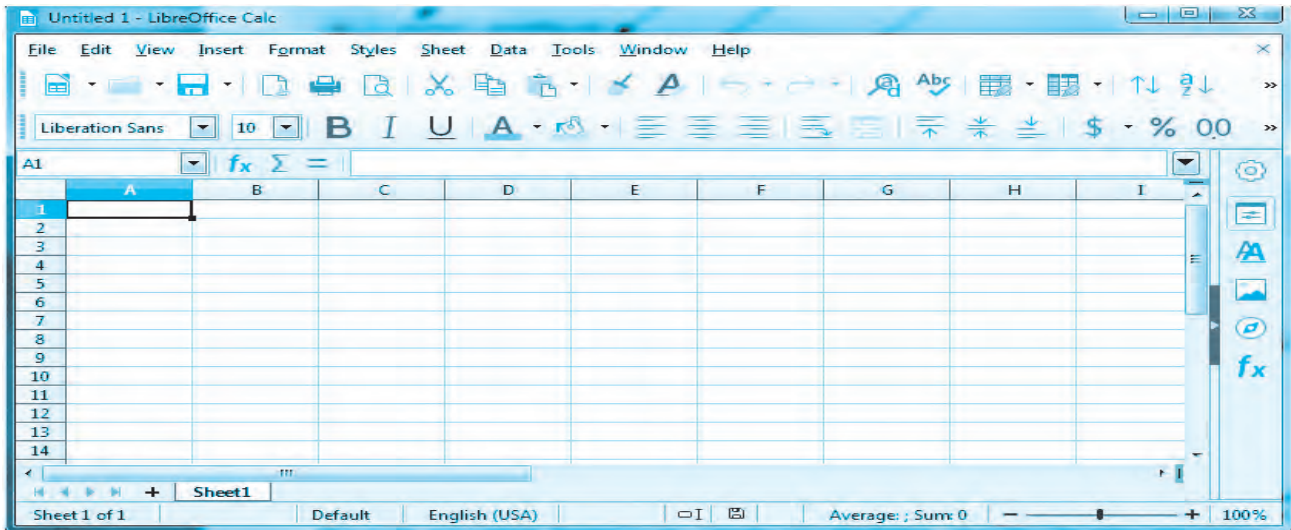 Untitled 1 - LibreOffice Calc
File Edit View Insert Format Styles Sheet Data Tools Window Help
Abc
Liberation Sans 10 B I U A $ % 0.0
A1 fx Σ =
A B C D E F G H I
1
2
3
4
5
6
7
8
9
10
11
12
13
14
Sheet1
Sheet 1 of 1 Default English (USA) Average: ; Sum: 0 100%